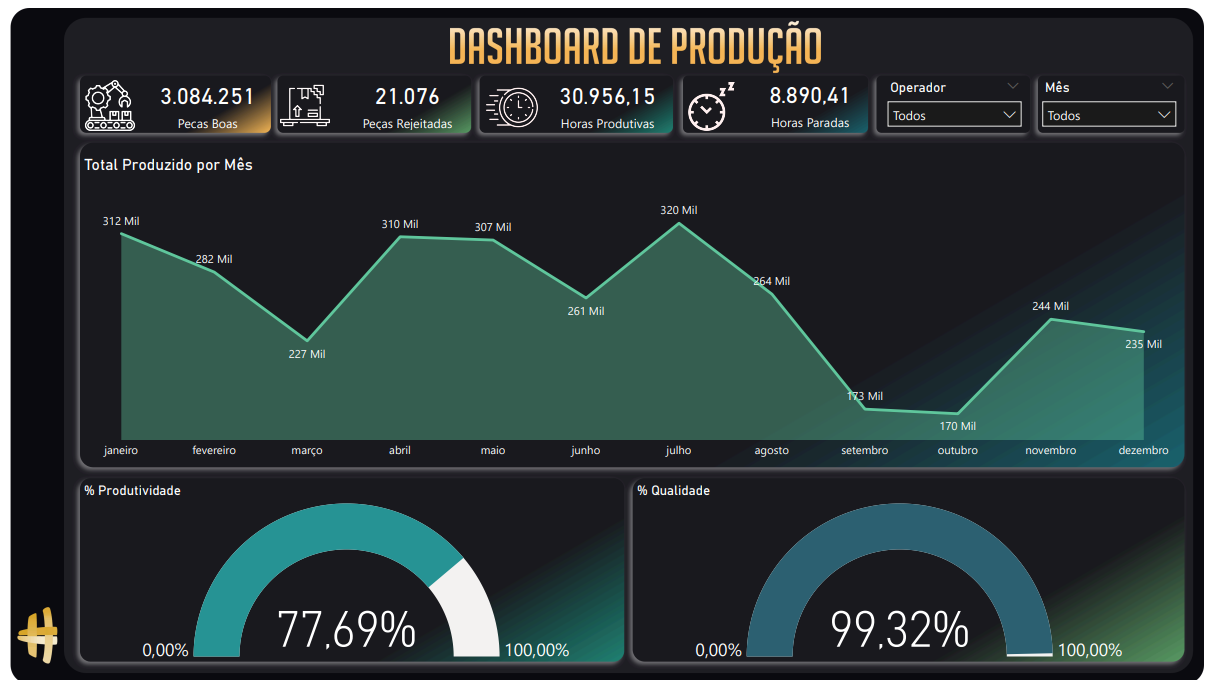 DASHBOARD DE PRODUÇÃO
3.084.251
Pecas Boas
21.076
Peças Rejeitadas
30.956,15
Horas Produtivas
z z z
8.890,41
Horas Paradas
Operador
Todos
Mês
Todos
Total Produzido por Mês
312 Mil
282 Mil
227 Mil
310 Mil
307 Mil
261 Mil
320 Mil
264 Mil
173 Mil
170 Mil
244 Mil
235 Mil
janeiro fevereiro março abril maio junho julho agosto setembro outubro novembro dezembro
% Produtividade
77,69%
0,00% 100,00%
% Qualidade
99,32%
0,00% 100,00%